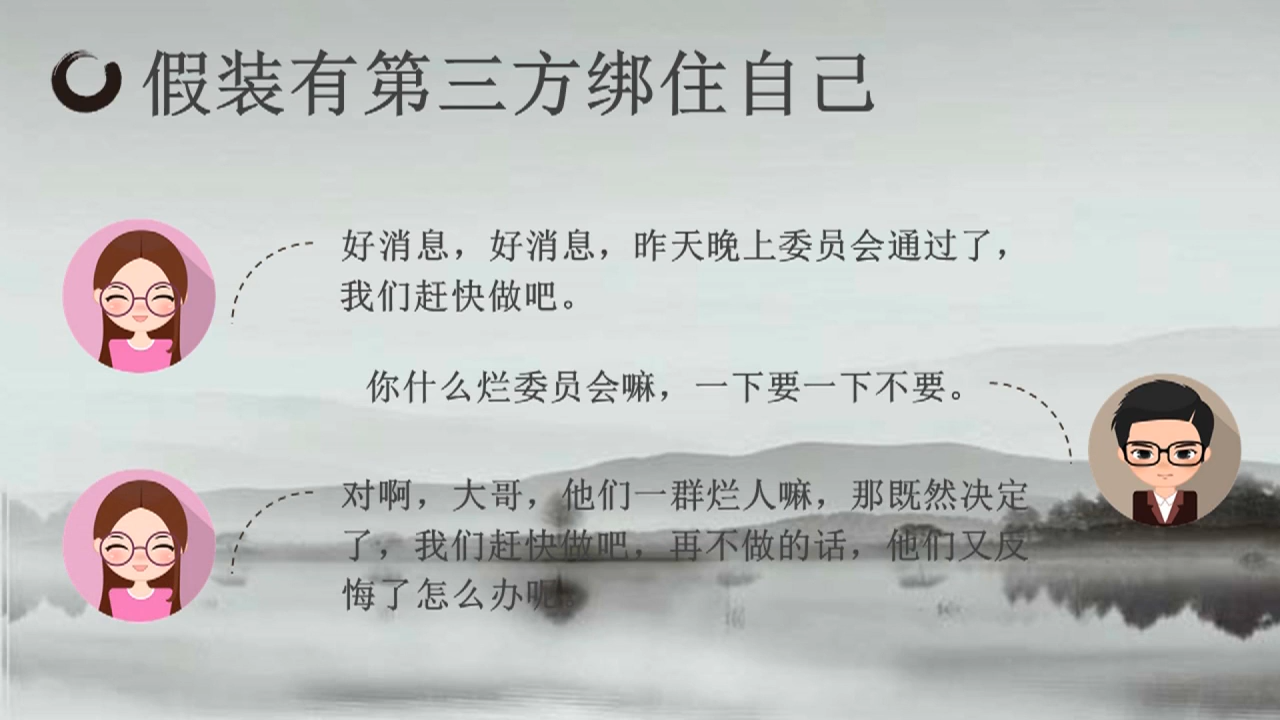 假装有第三方绑住自己
好消息，好消息，昨天晚上委员会通过了，
我们赶快做吧。
你什么烂委员会嘛，一下要一下不要。
对啊，大哥，他们一群烂人嘛，那既然决定
了，我们赶快做吧，再不做的话，他们又反
悔了怎么办呢。